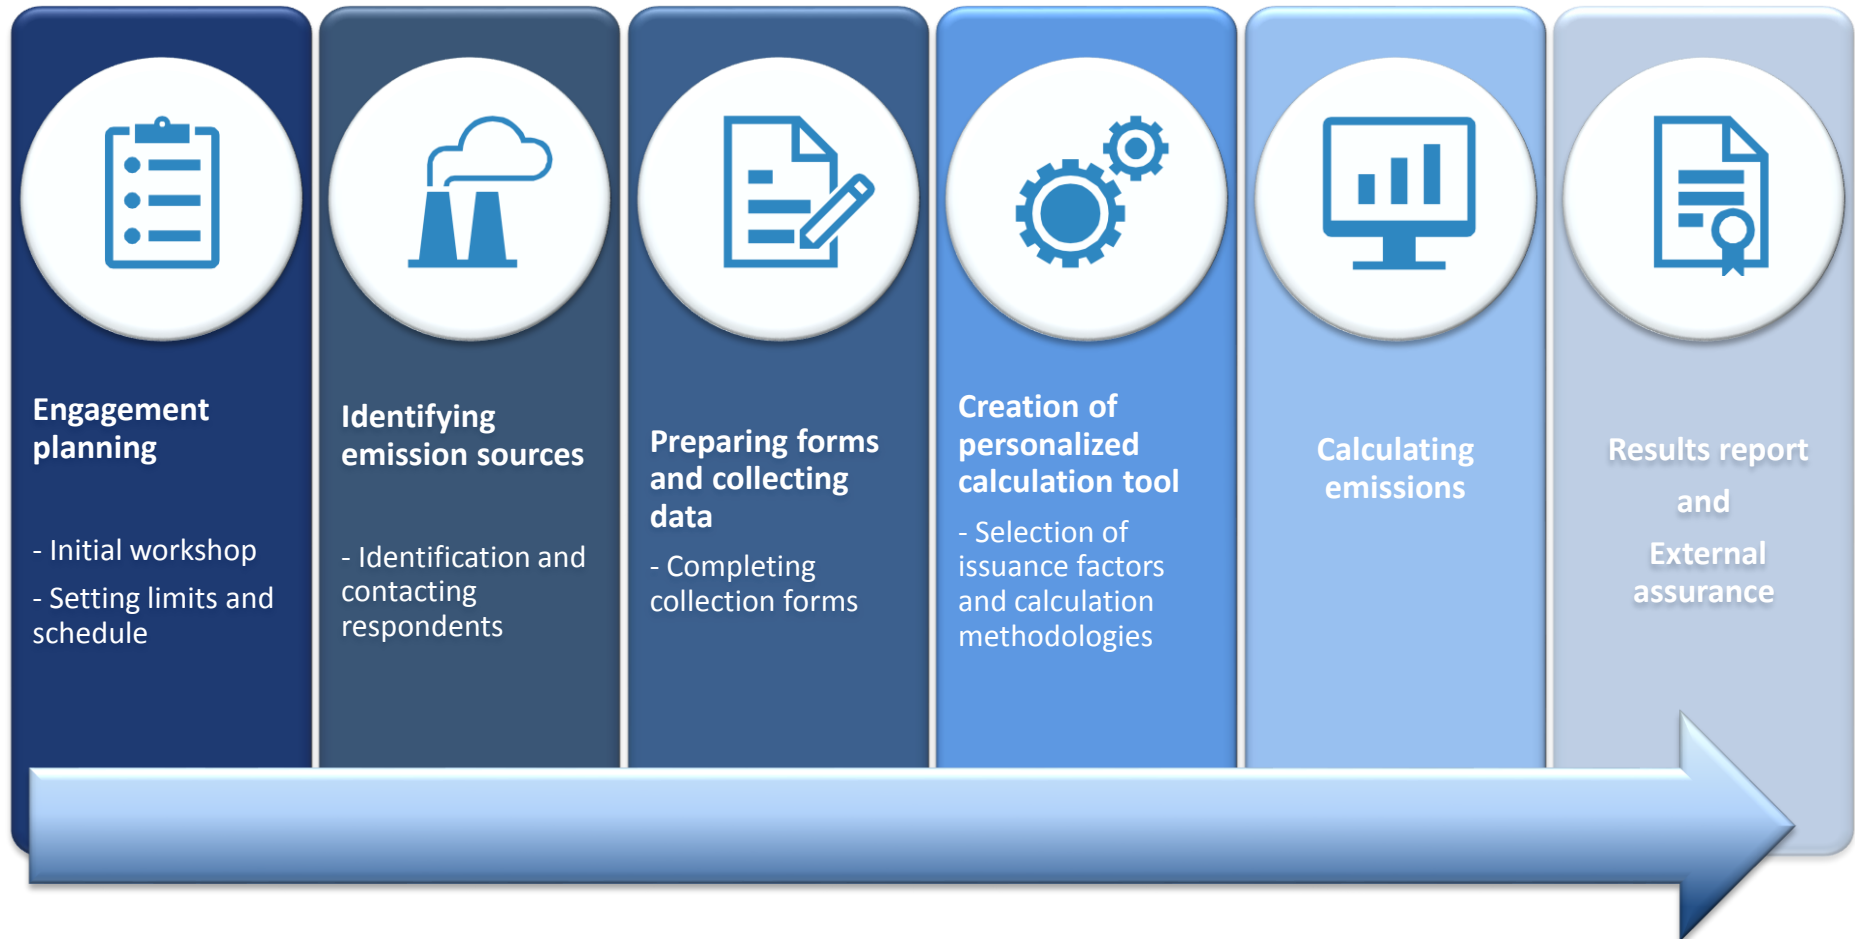 Engagement
planning
- Initial workshop
- Setting limits and
schedule
Identifying
emission sources
- Identification and
contacting
respondents
Preparing forms
and collecting
data
- Completing
collection forms
Creation of
personalized
calculation tool
- Selection of
issuance factors
and calculation
methodologies
Calculating
emissions
Results report
and
External
assurance